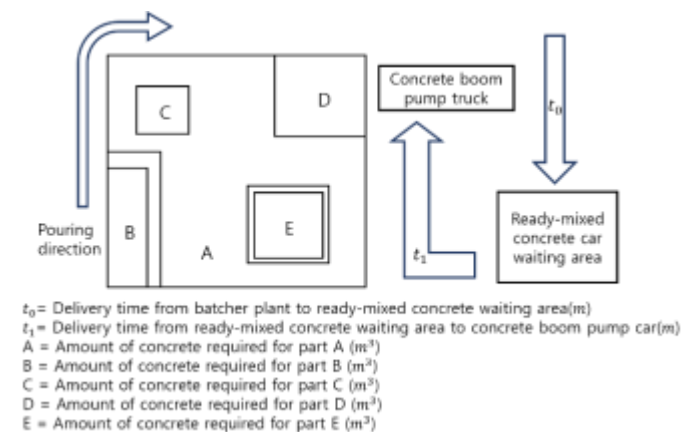 C
D
Concrete boom
pump truck
t₀
Pouring
direction
B
A
E
t₁
Ready-mixed
concrete car
waiting area
t₀= Delivery time from batcher plant to ready-mixed concrete waiting area(m)
t₁= Delivery time from ready-mixed concrete waiting area to concrete boom pump car(m)
A = Amount of concrete required for part A (m³)
B = Amount of concrete required for part B (m³)
C = Amount of concrete required for part C (m³)
D = Amount of concrete required for part D (m³)
E = Amount of concrete required for part E (m³)